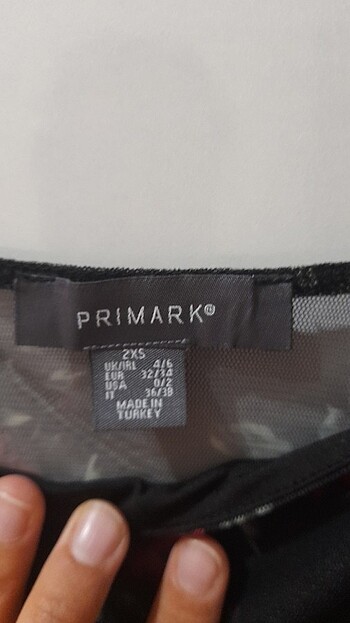 PRIMARK®
2XS
UK/IRL 4/6
EUR 32/34
USA 0/2
IT 36/38
MADE IN
TURKEY